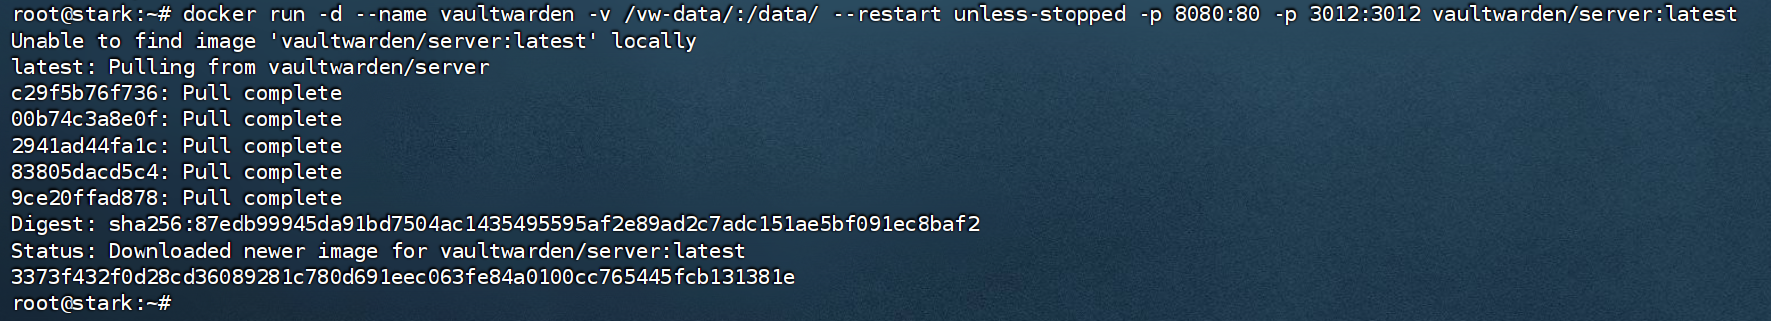 root@stark:~# docker run -d --name vaultwarden -v /vw-data/:/data/ --restart unless-stopped -p 8080:80 -p 3012:3012 vaultwarden/server:latest
Unable to find image 'vaultwarden/server:latest' locally
latest: Pulling from vaultwarden/server
c29f5b76f736: Pull complete
00b74c3a8e0f: Pull complete
2941ad44fa1c: Pull complete
83805dacd5c4: Pull complete
9ce20ffad878: Pull complete
Digest: sha256:87edb99945da91bd7504ac1435495595af2e89ad2c7adc151ae5bf091ec8baf2
Status: Downloaded newer image for vaultwarden/server:latest
3373f432f0d28cd36089281c780d691eec063fe84a0100cc765445fcb131381e
root@stark:~#